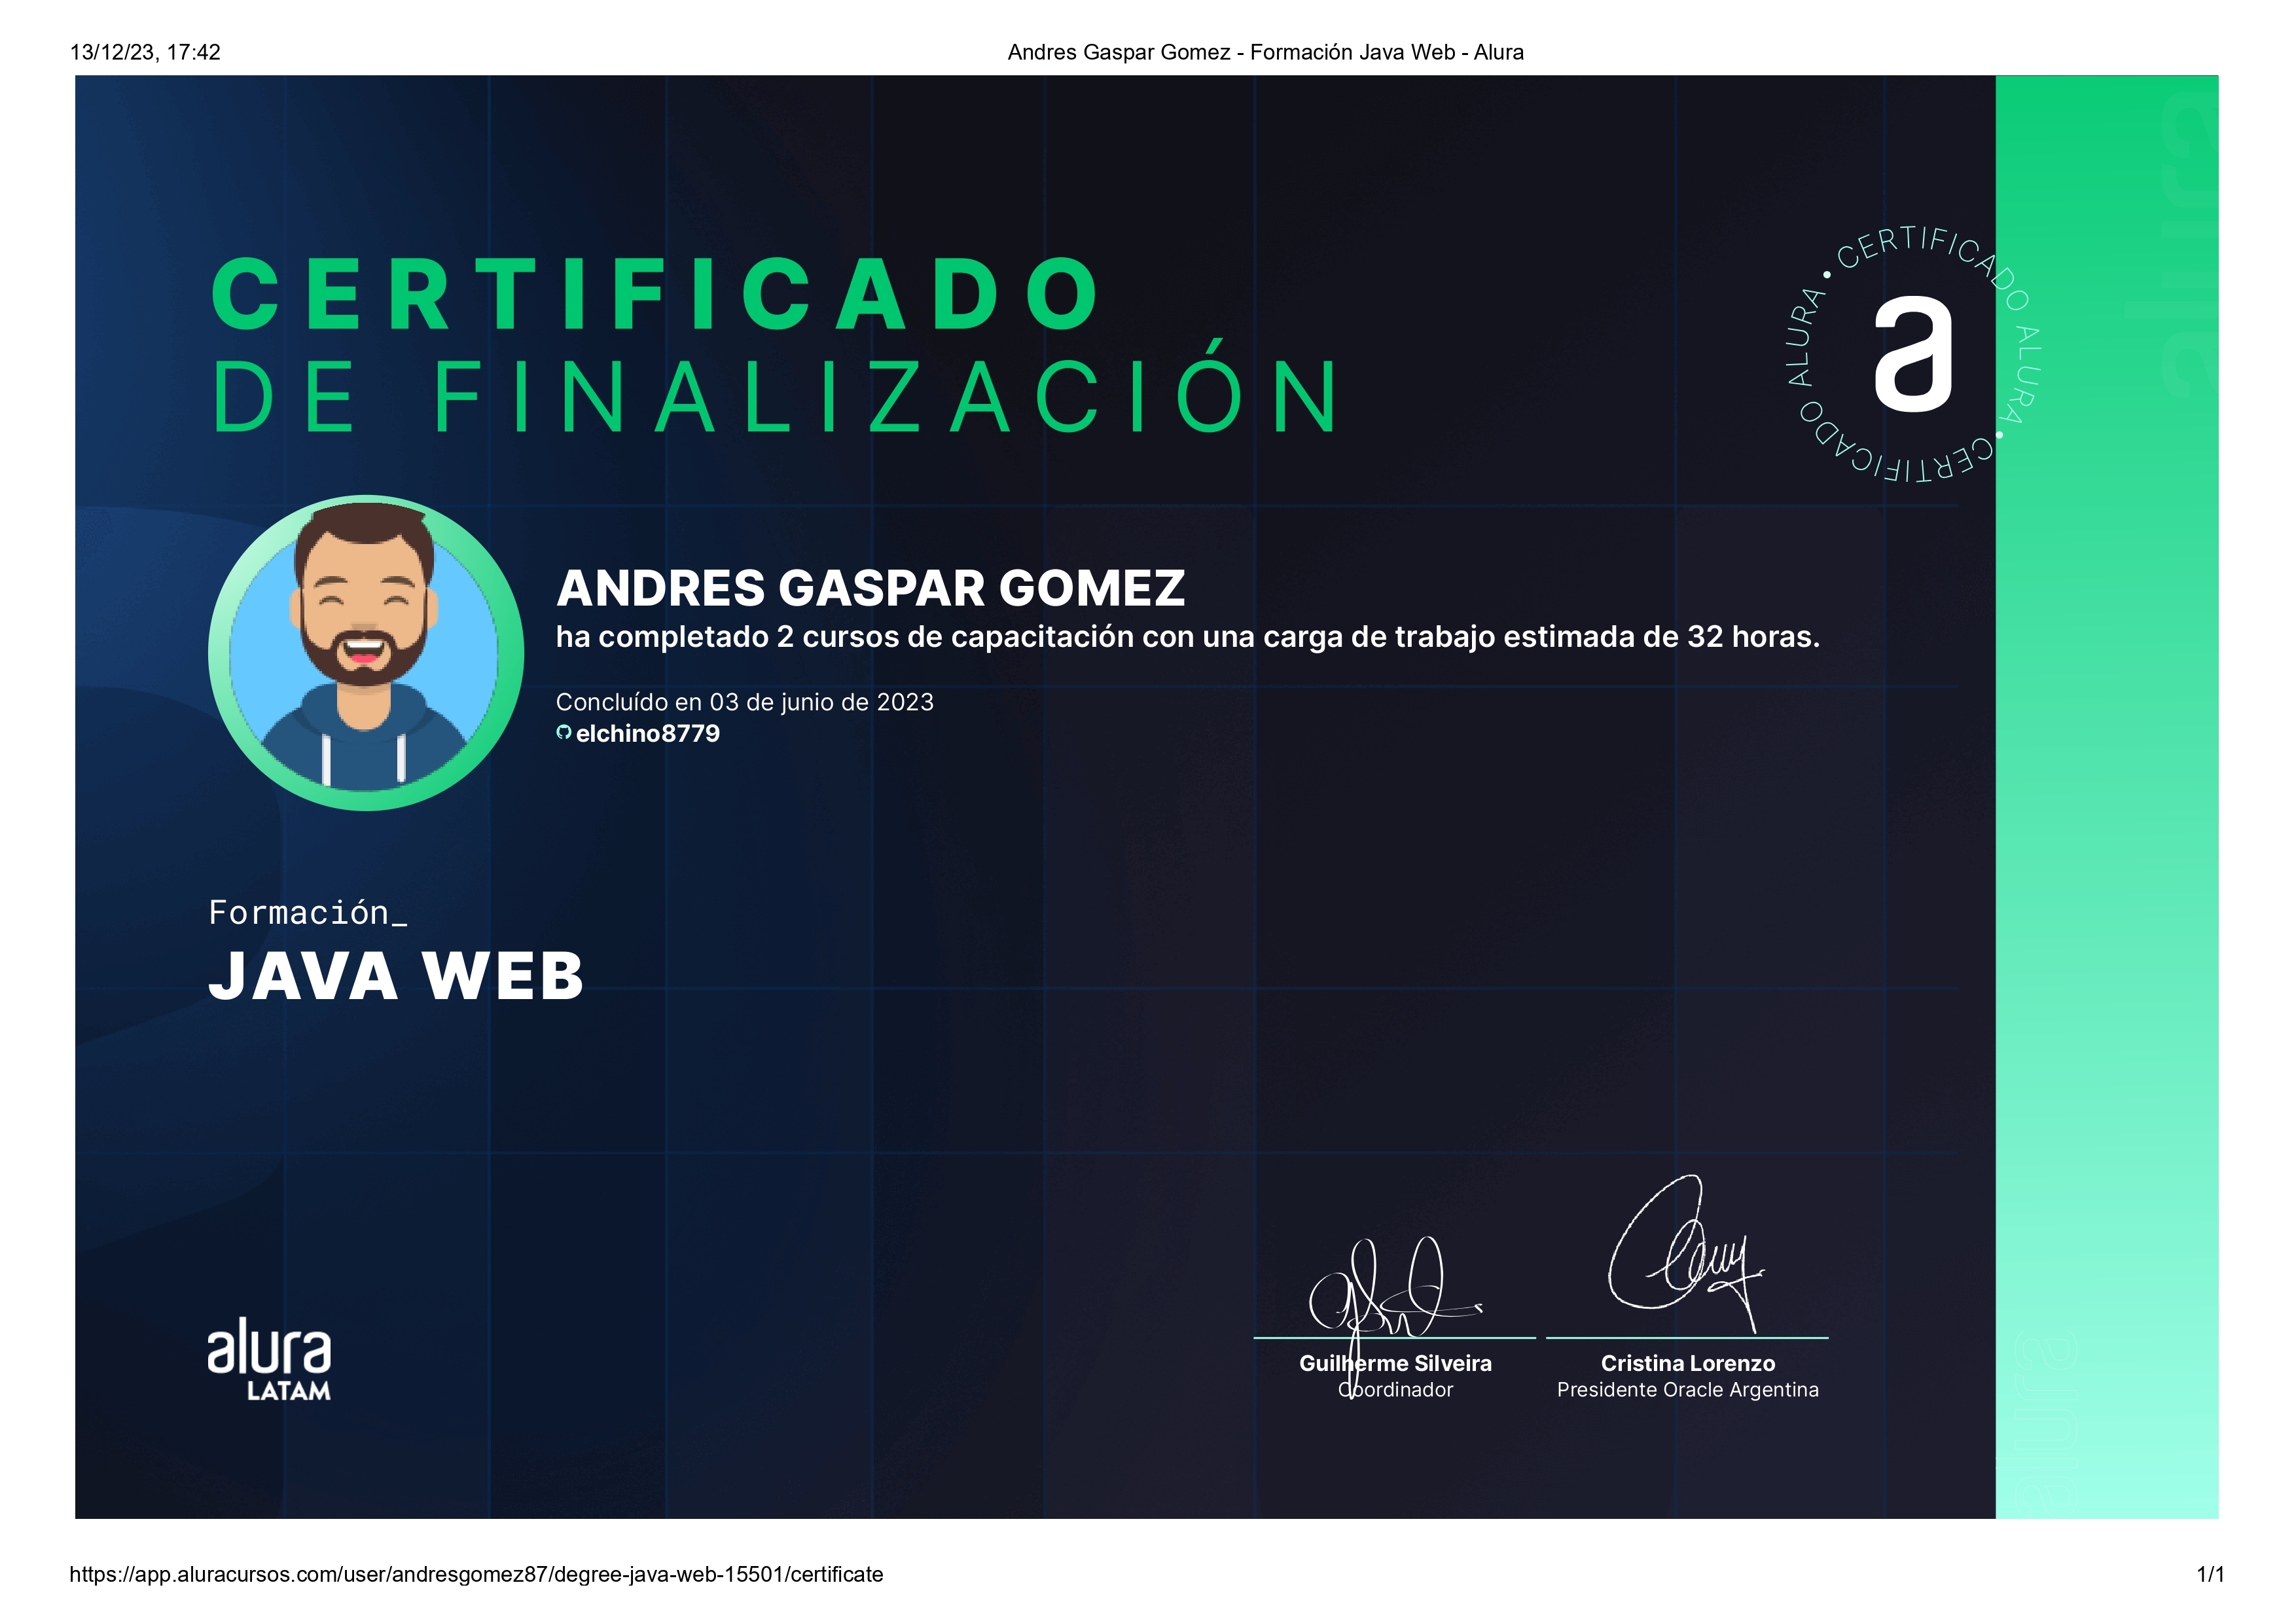 13/12/23, 17:42
Andres Gaspar Gomez - Formación Java Web - Alura
alura
CERTIFICADO
DE FINALIZACIÓN
CERTIFICADO ALURA • CERTIFICADO ALURA •
a
ANDRES GASPAR GOMEZ
ha completado 2 cursos de capacitación con una carga de trabajo estimada de 32 horas.
Concluído en 03 de junio de 2023
elchino8779
Formación_
JAVA WEB
alura
LATAM
Guilherme Silveira
Coordinador
Cristina Lorenzo
Presidente Oracle Argentina
alura
https://app.aluracursos.com/user/andresgomez87/degree-java-web-15501/certificate
1/1